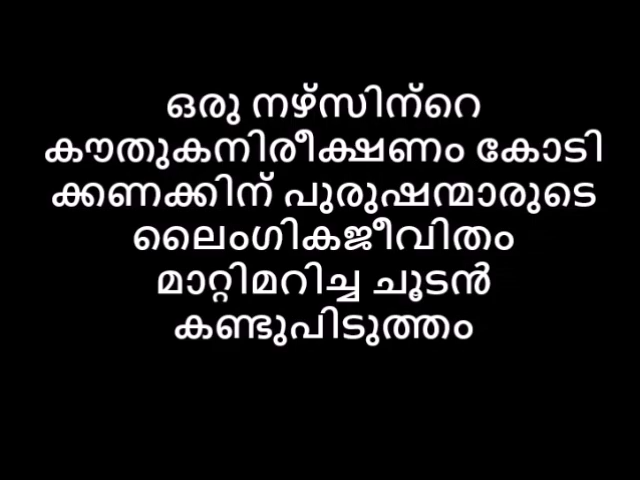 ഒരു നഴ്സിന്റെ
കൗതുകനിരീക്ഷണം കോടി
ക്കണക്കിന് പുരുഷന്മാരുടെ
ലൈംഗികജീവിതം
മാറ്റിമറിച്ച ചൂടൻ
കണ്ടുപിടുത്തം